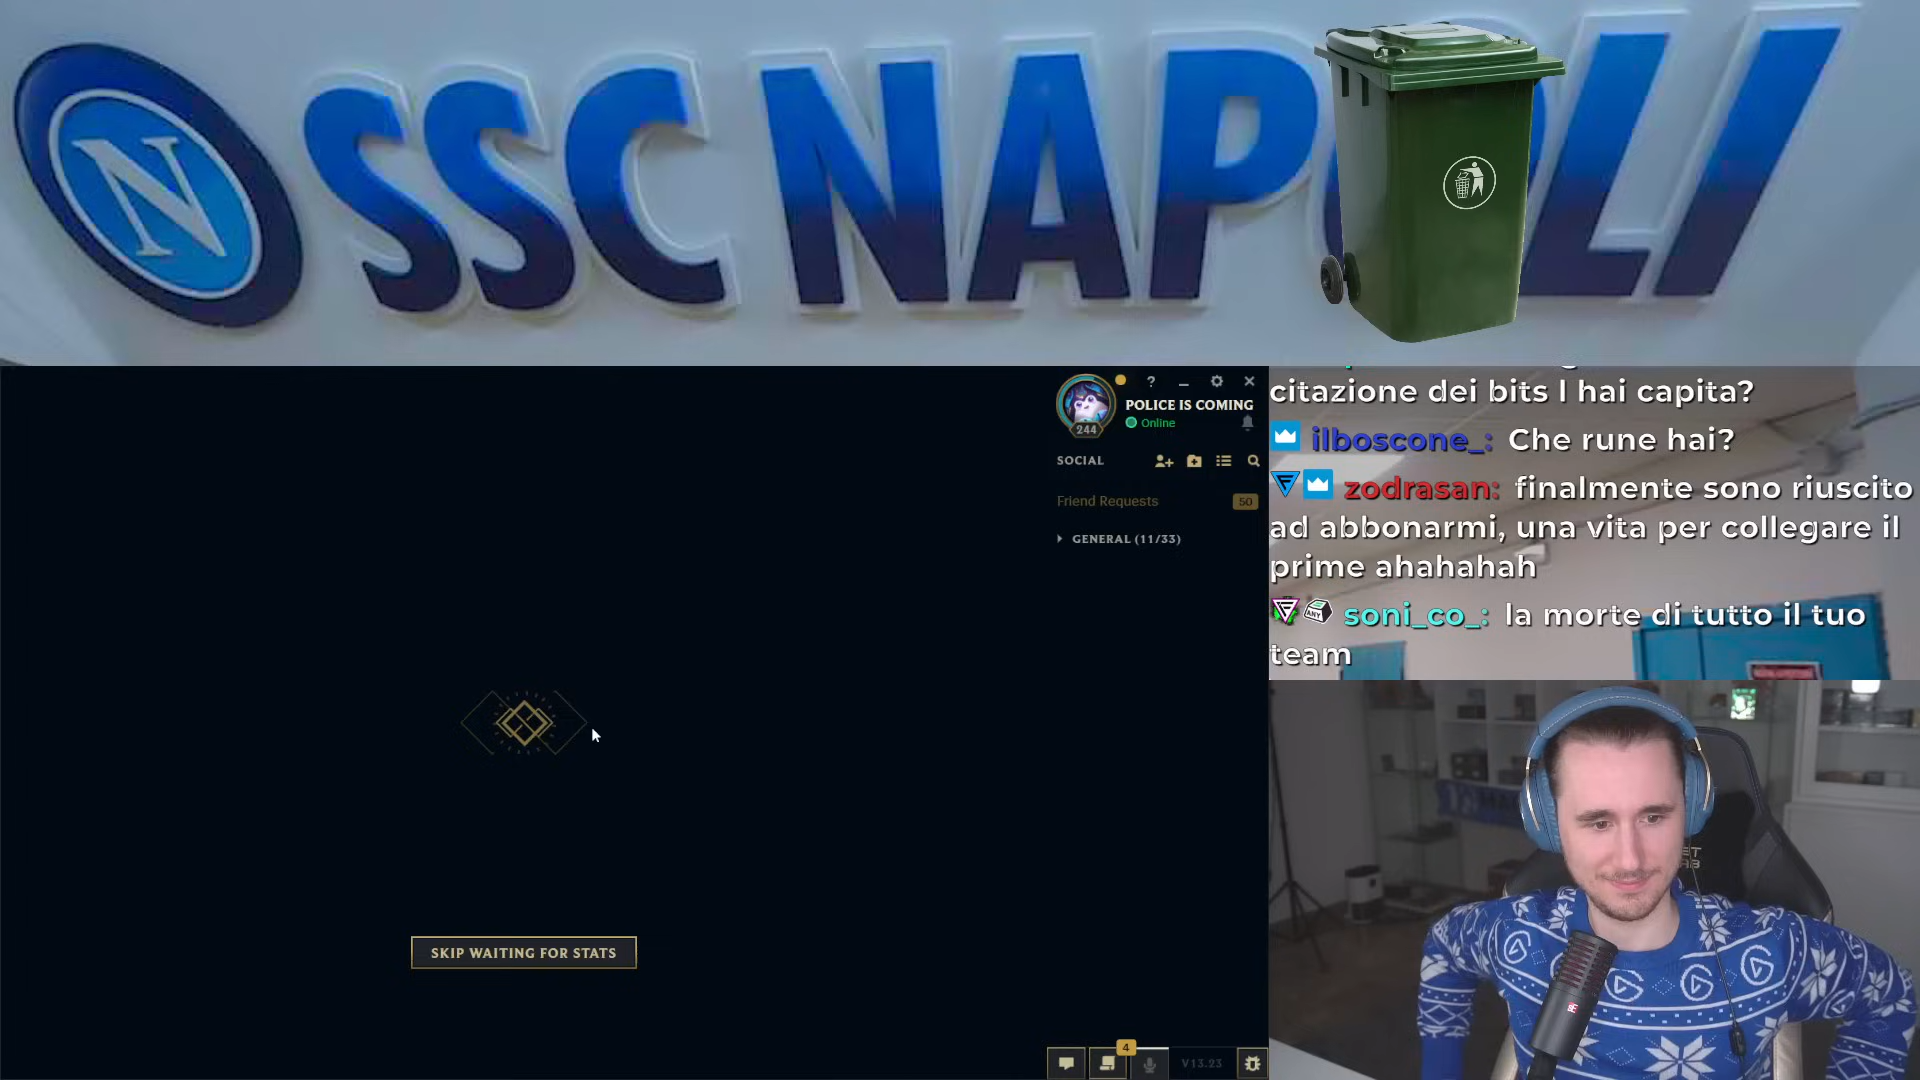 N SSC NAPOLI
POLICE IS COMING
244
Online
SOCIAL
Friend Requests
50
GENERAL (11/33)
SKIP WAITING FOR STATS
4
V13.23
citazione dei bits l hai capita?
ilboscone_: Che rune hai?
zodrasan: finalmente sono riuscito
ad abbonarmi, una vita per collegare il
prime ahahahah
soni_co_: la morte di tutto il tuo
team